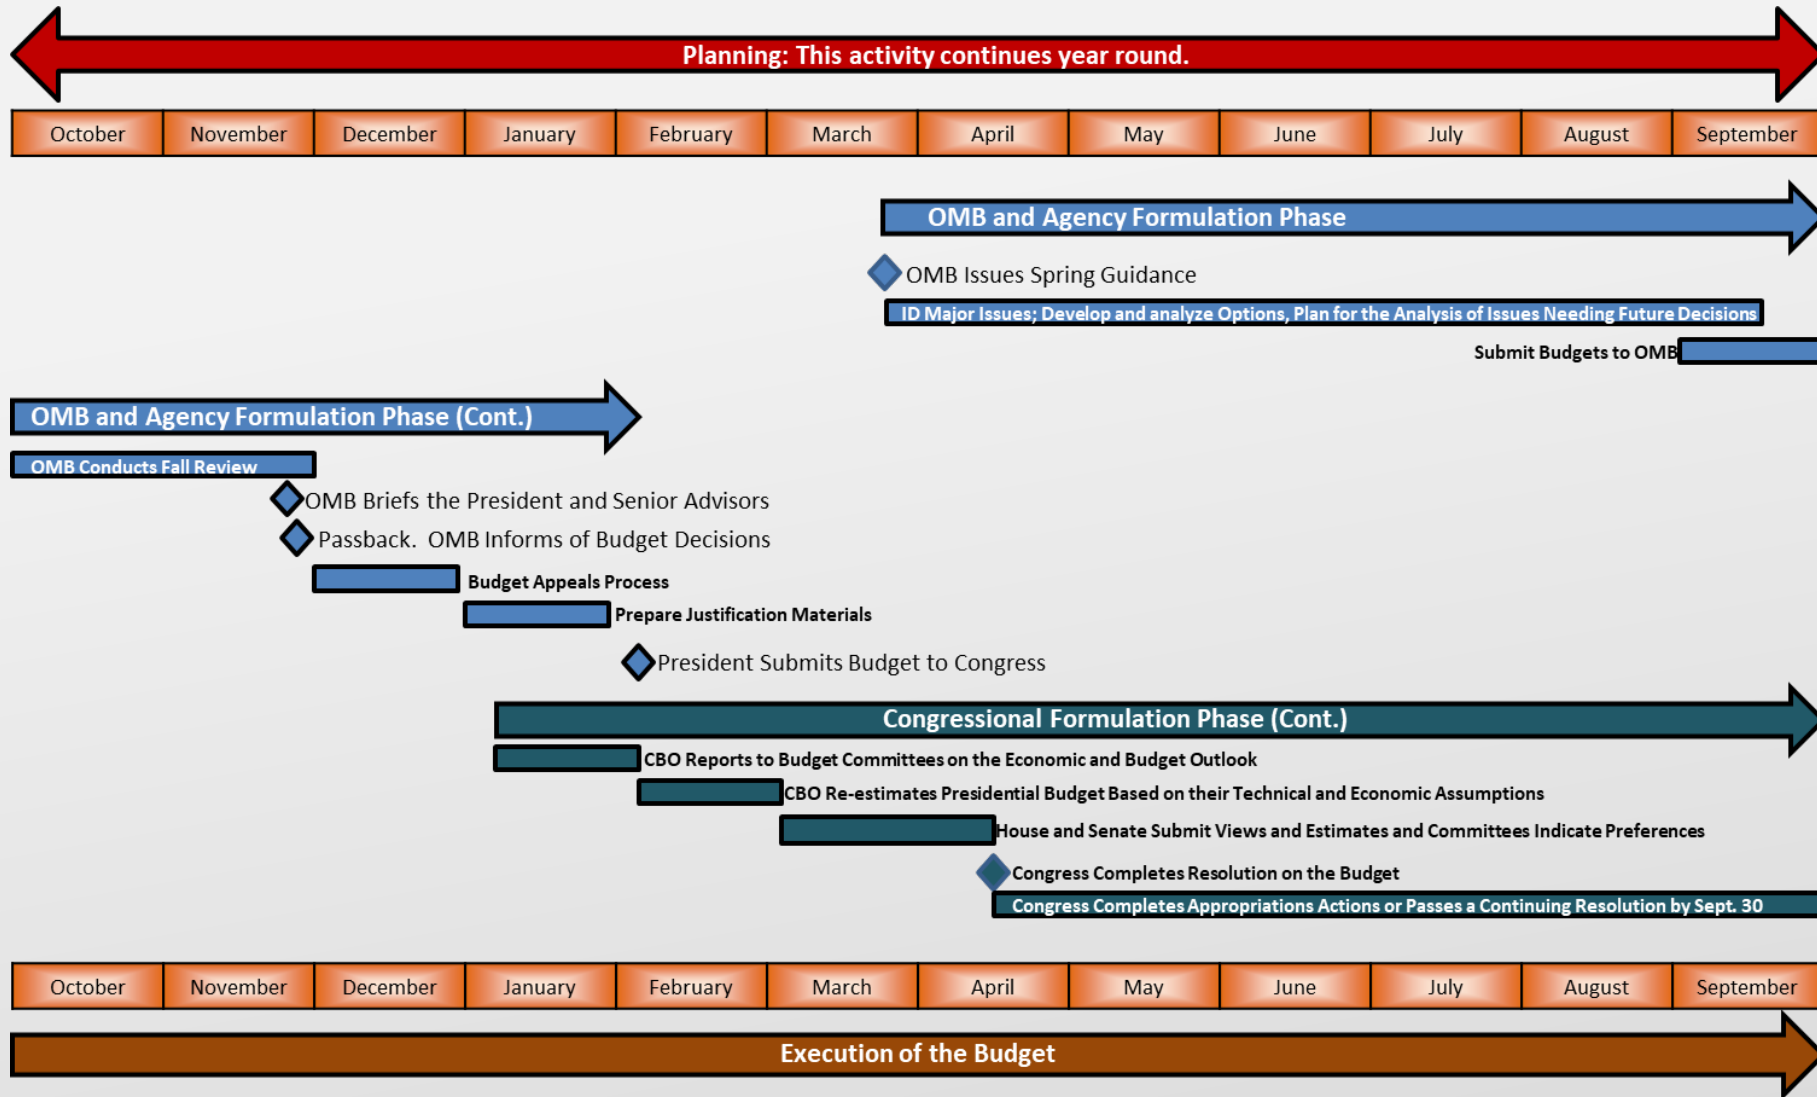 Planning: This activity continues year round.
October November December January February March April May June July August September
OMB and Agency Formulation Phase
OMB Issues Spring Guidance
ID Major Issues; Develop and analyze Options, Plan for the Analysis of Issues Needing Future Decisions
Submit Budgets to OMB
OMB and Agency Formulation Phase (Cont.)
OMB Conducts Fall Review
OMB Briefs the President and Senior Advisors
Passback. OMB Informs of Budget Decisions
Budget Appeals Process
Prepare Justification Materials
President Submits Budget to Congress
Congressional Formulation Phase (Cont.)
CBO Reports to Budget Committees on the Economic and Budget Outlook
CBO Re-estimates Presidential Budget Based on their Technical and Economic Assumptions
House and Senate Submit Views and Estimates and Committees Indicate Preferences
Congress Completes Resolution on the Budget
Congress Completes Appropriations Actions or Passes a Continuing Resolution by Sept. 30
October November December January February March April May June July August September
Execution of the Budget